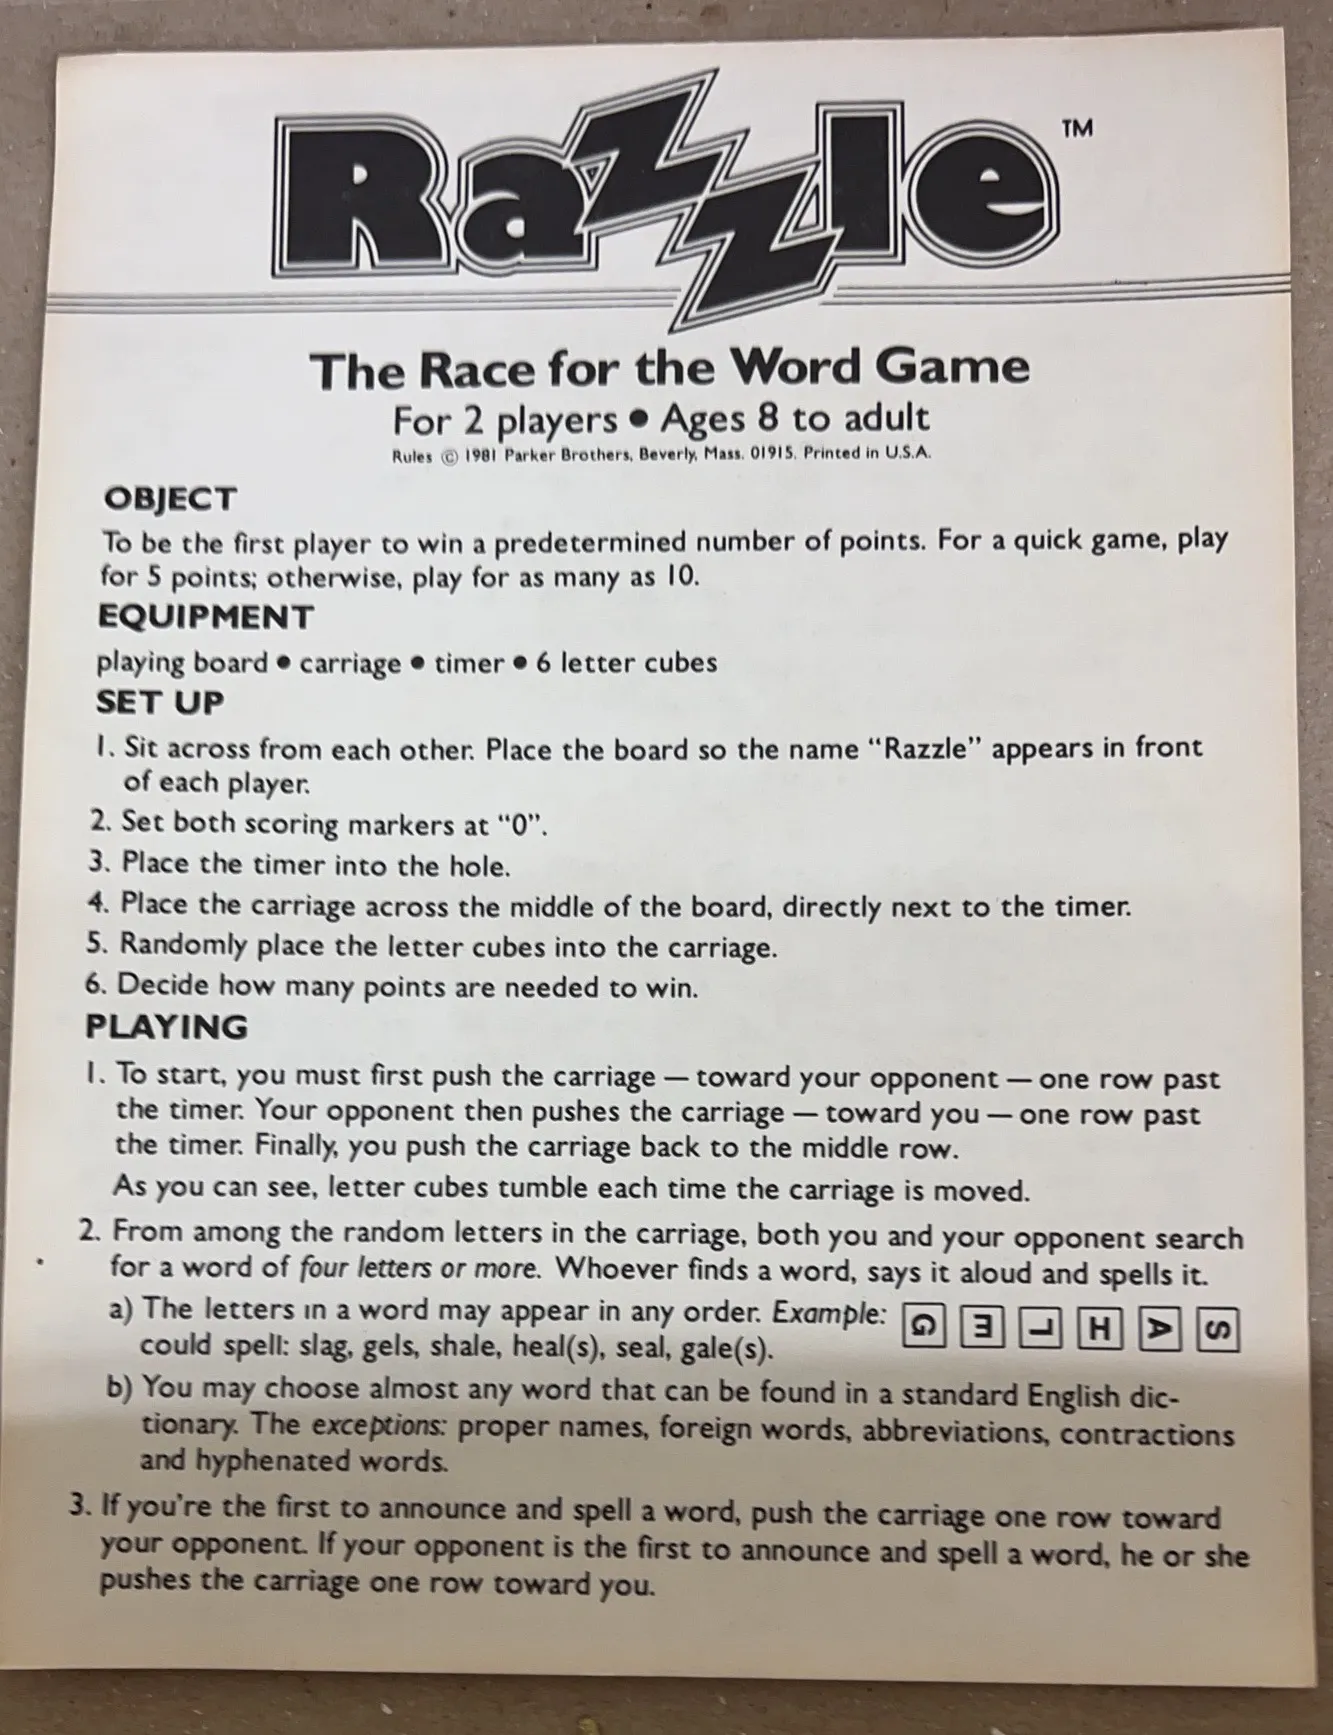 Razzle™
The Race for the Word Game
For 2 players • Ages 8 to adult
Rules © 1981 Parker Brothers, Beverly, Mass. 01915. Printed in U.S.A.
OBJECT
To be the first player to win a predetermined number of points. For a quick game, play
for 5 points; otherwise, play for as many as 10.
EQUIPMENT
playing board • carriage • timer • 6 letter cubes
SET UP
1. Sit across from each other. Place the board so the name “Razzle” appears in front
of each player.
2. Set both scoring markers at “0”.
3. Place the timer into the hole.
4. Place the carriage across the middle of the board, directly next to the timer.
5. Randomly place the letter cubes into the carriage.
6. Decide how many points are needed to win.
PLAYING
1. To start, you must first push the carriage — toward your opponent — one row past
the timer. Your opponent then pushes the carriage — toward you — one row past
the timer. Finally, you push the carriage back to the middle row.
As you can see, letter cubes tumble each time the carriage is moved.
2. From among the random letters in the carriage, both you and your opponent search
for a word of four letters or more. Whoever finds a word, says it aloud and spells it.
a) The letters in a word may appear in any order. Example: G E L H A S
could spell: slag, gels, shale, heal(s), seal, gale(s).
b) You may choose almost any word that can be found in a standard English dic-
tionary. The exceptions: proper names, foreign words, abbreviations, contractions
and hyphenated words.
3. If you're the first to announce and spell a word, push the carriage one row toward
your opponent. If your opponent is the first to announce and spell a word, he or she
pushes the carriage one row toward you.